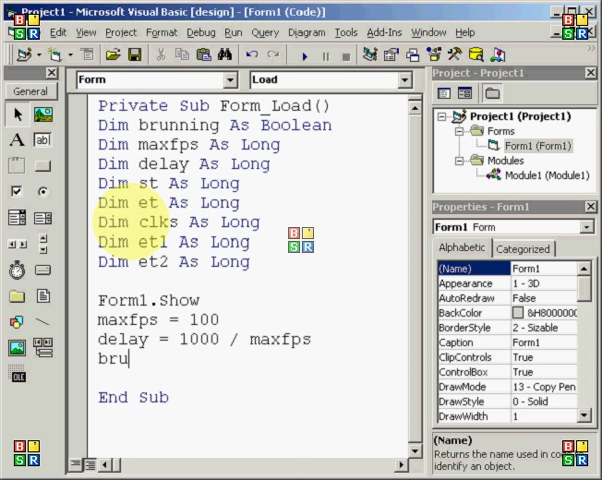 Project1 - Microsoft Visual Basic [design] - [Form1 (Code)]
Edit View Project Format Debug Run Query Diagram Tools Add-Ins Window Help
General
Form Load
Private Sub Form_Load()
Dim brunning As Boolean
Dim maxfps As Long
Dim delay As Long
Dim st As Long
Dim et As Long
Dim clks As Long
Dim et1 As Long
Dim et2 As Long
Form1.Show
maxfps = 100
delay = 1000 / maxfps
bru
End Sub
Project - Project1
Project1 (Project1)
Forms
Form1 (Form1)
Modules
Module1 (Module1)
Properties - Form1
Form1 Form
Alphabetic Categorized
(Name) Form1
Appearance 1 - 3D
AutoRedraw False
BackColor &H8000000
BorderStyle 2 - Sizable
Caption Form1
ClipControls True
ControlBox True
DrawMode 13 - Copy Pen
DrawStyle 0 - Solid
DrawWidth 1
(Name)
Returns the name used in
identify an object.
A ab|
OLE
B
S R
B
S R
B
S R
B
S R
B
S R